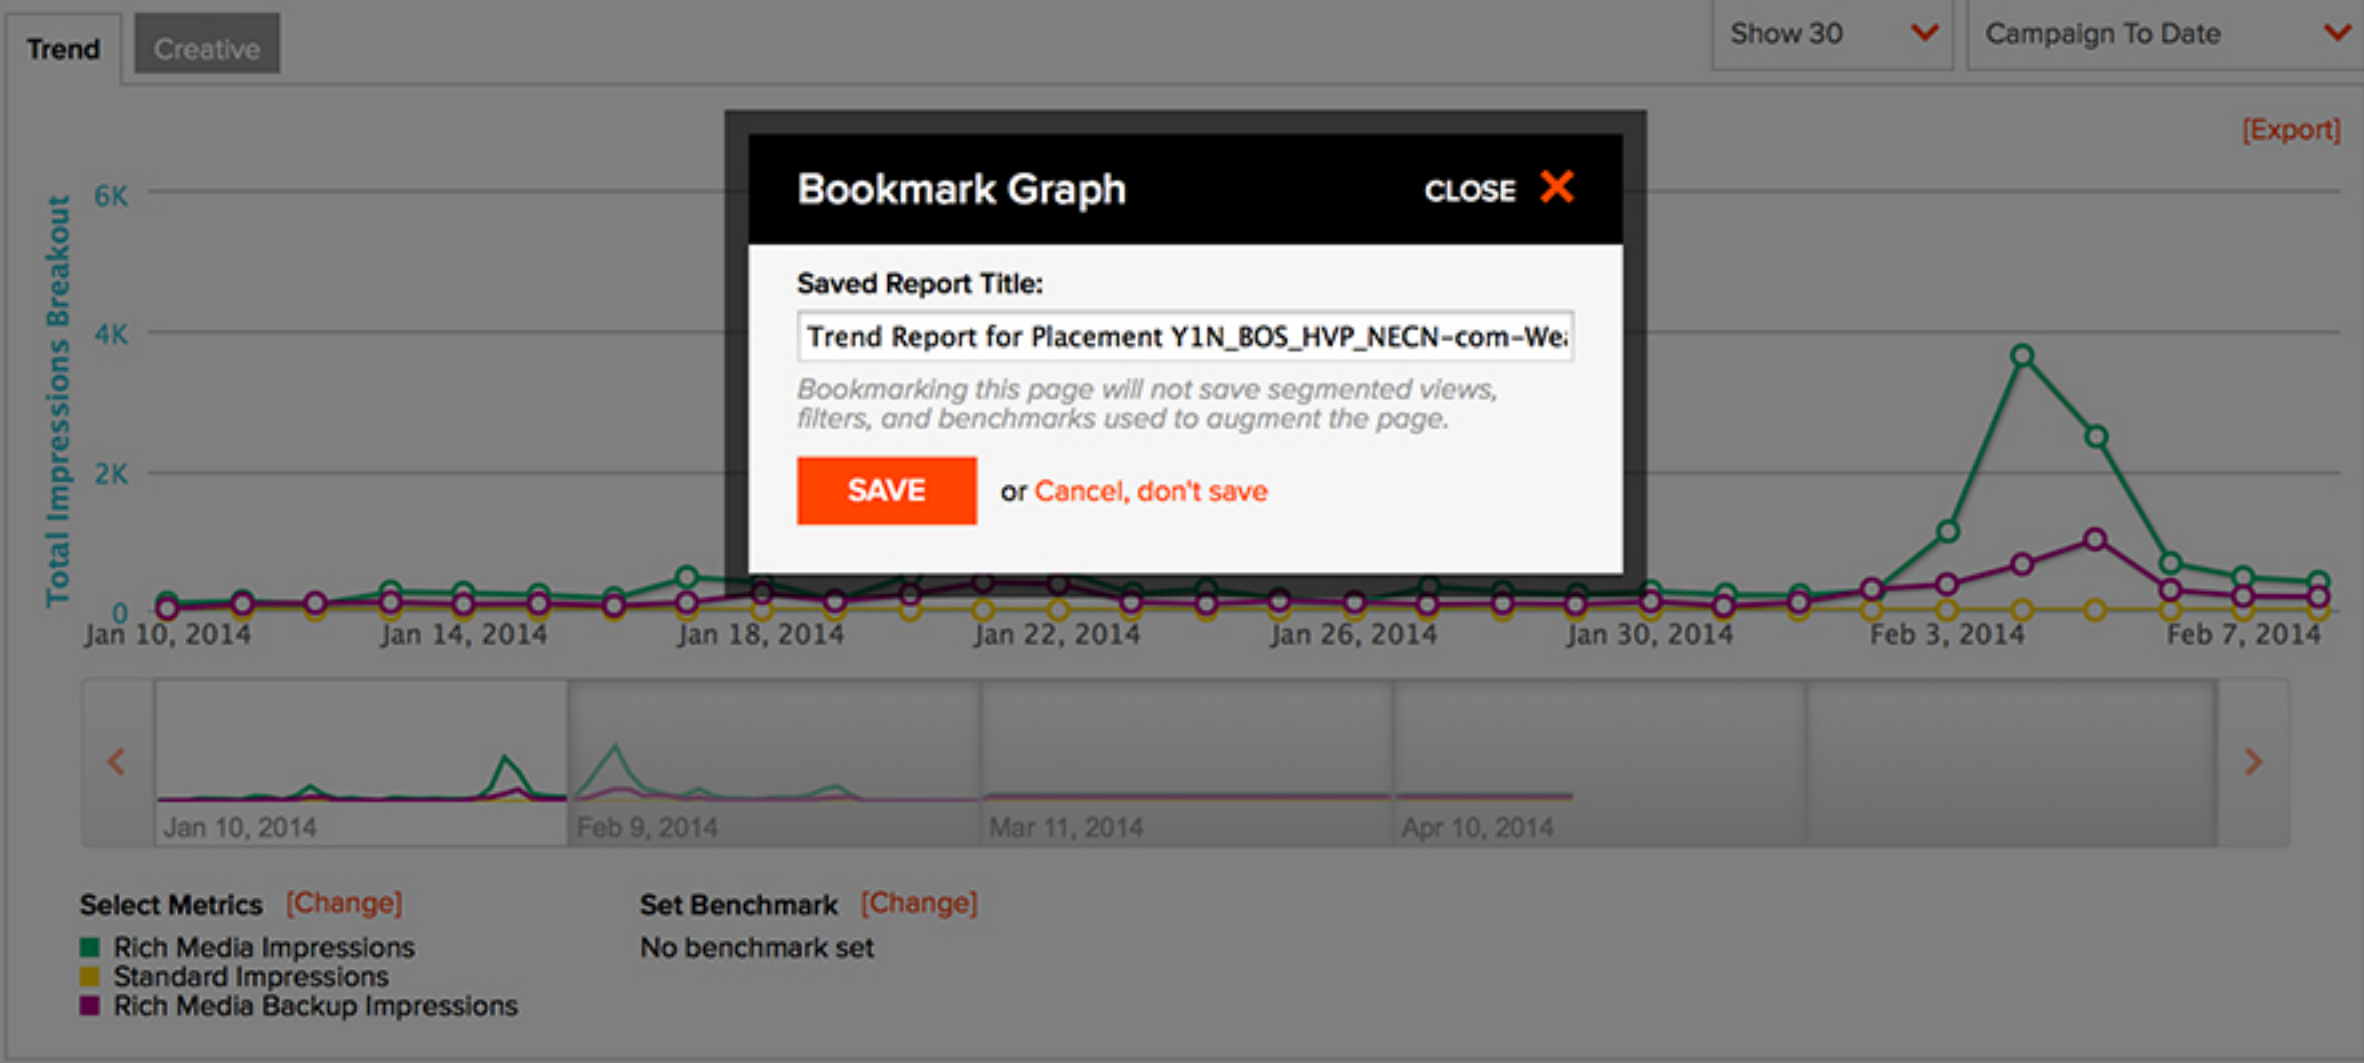 Trend
Creative
Show 30
Campaign To Date
[Export]
Bookmark Graph
CLOSE
Saved Report Title:
Trend Report for Placement Y1N_BOS_HVP_NECN-com-We
Bookmarking this page will not save segmented views,
filters, and benchmarks used to augment the page.
SAVE or Cancel, don't save
Total Impressions Breakout
6K
4K
2K
0
Jan 10, 2014 Jan 14, 2014 Jan 18, 2014 Jan 22, 2014 Jan 26, 2014 Jan 30, 2014 Feb 3, 2014 Feb 7, 2014
Jan 10, 2014 Feb 9, 2014 Mar 11, 2014 Apr 10, 2014
Select Metrics [Change]
Rich Media Impressions
Standard Impressions
Rich Media Backup Impressions
Set Benchmark [Change]
No benchmark set